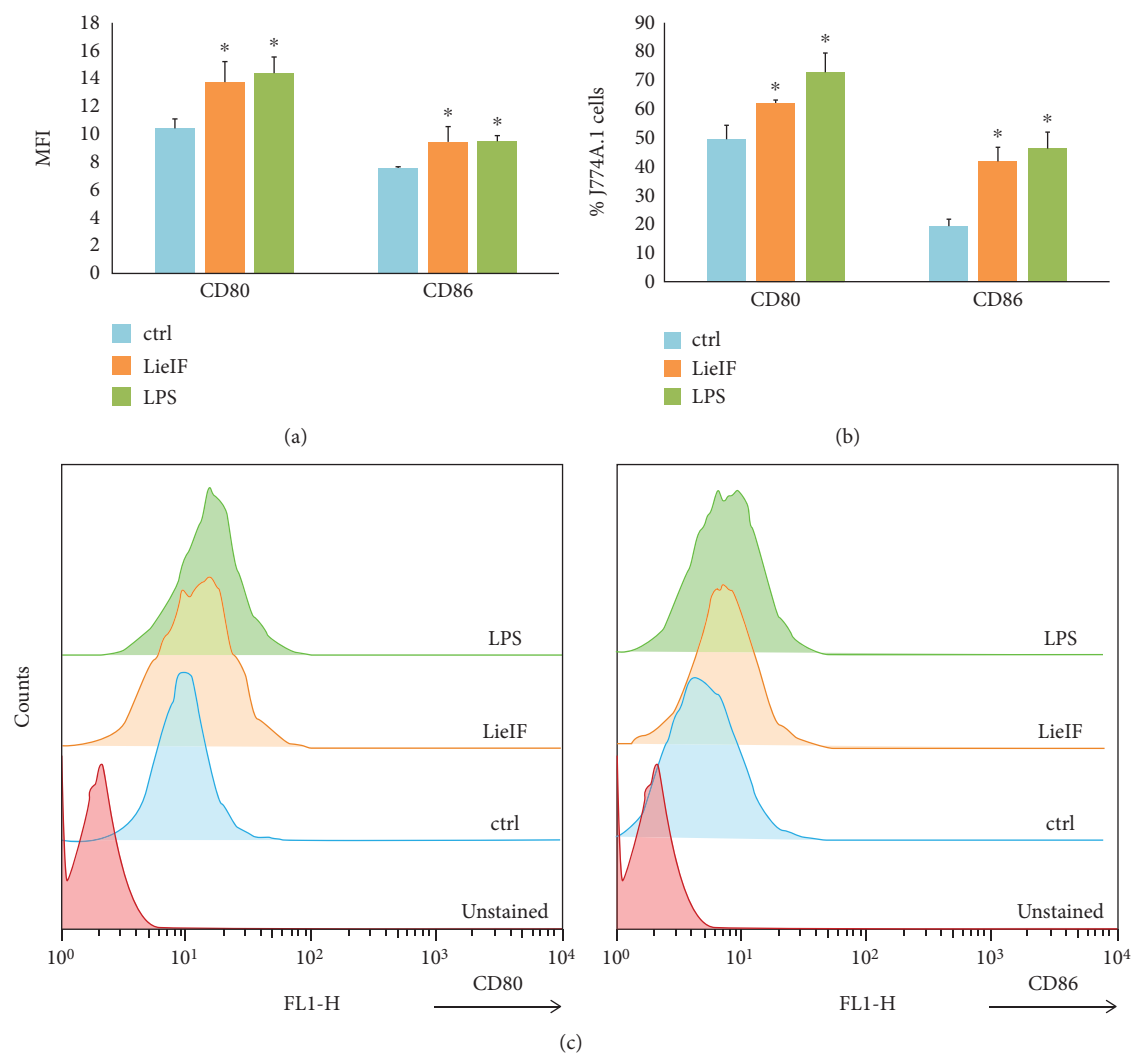 18
16
14
12
10
8
6
4
2
0
MFI
* *
* *
CD80 CD86
ctrl
LieIF
LPS
(a)
90
80
70
60
50
40
30
20
10
0
% J774A.1 cells
* *
* *
CD80 CD86
ctrl
LieIF
LPS
(b)
Counts
LPS
LieIF
ctrl
Unstained
10⁰ 10¹ 10² 10³ 10⁴
CD80
FL1-H
LPS
LieIF
ctrl
Unstained
10⁰ 10¹ 10² 10³ 10⁴
CD86
FL1-H
(c)